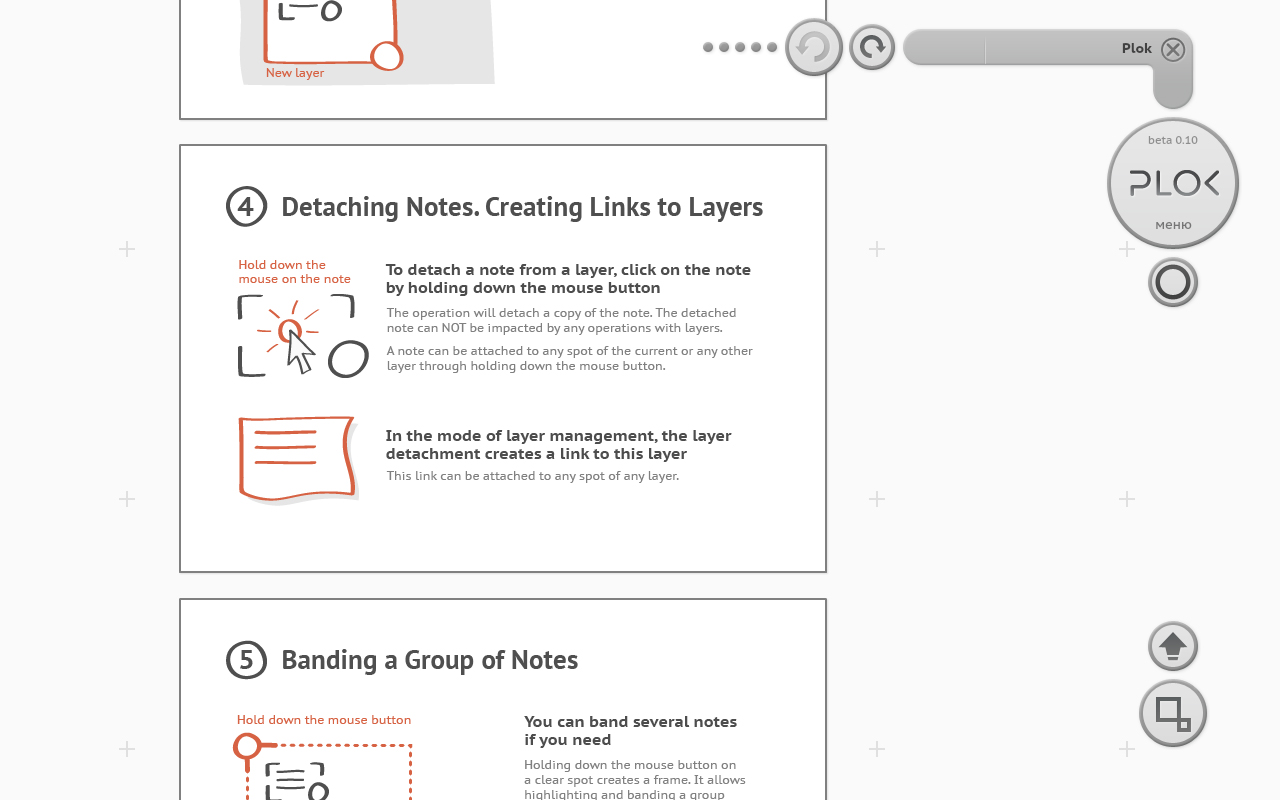 New layer
Plok
beta 0.10
PLOK
меню
4 Detaching Notes. Creating Links to Layers
Hold down the
mouse on the note
To detach a note from a layer, click on the note
by holding down the mouse button
The operation will detach a copy of the note. The detached
note can NOT be impacted by any operations with layers.
A note can be attached to any spot of the current or any other
layer through holding down the mouse button.
In the mode of layer management, the layer
detachment creates a link to this layer
This link can be attached to any spot of any layer.
5 Banding a Group of Notes
Hold down the mouse button
You can band several notes
if you need
Holding down the mouse button on
a clear spot creates a frame. It allows
highlighting and banding a group